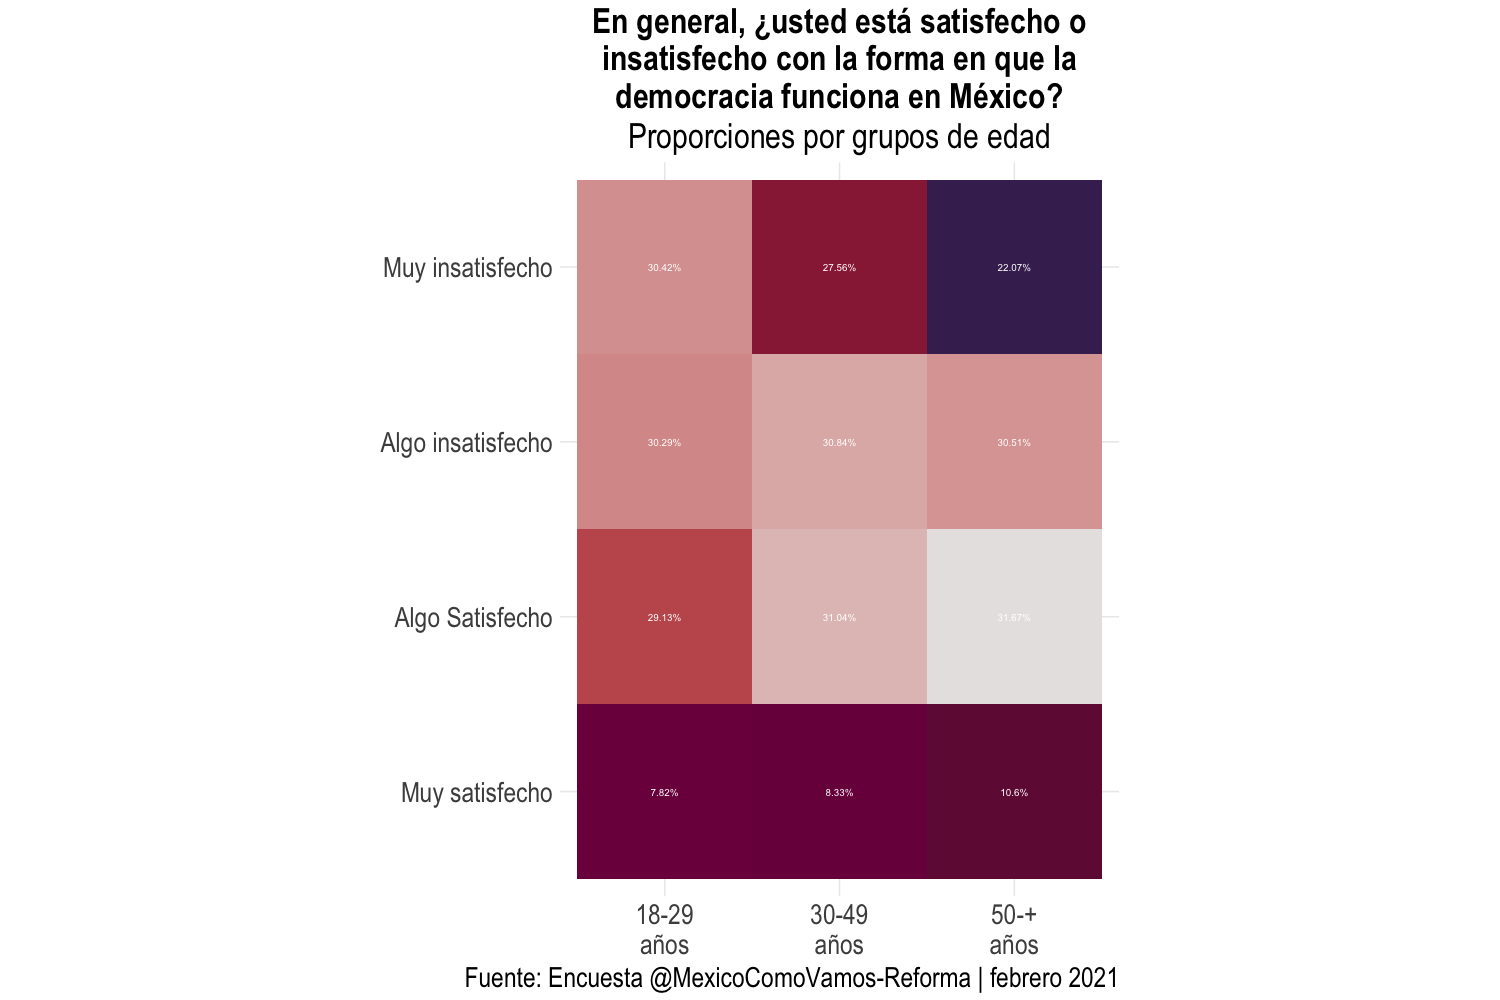 En general, ¿usted está satisfecho o
insatisfecho con la forma en que la
democracia funciona en México?
Proporciones por grupos de edad
Muy insatisfecho
30.42%
27.56%
22.07%
Algo insatisfecho
30.29%
30.84%
30.51%
Algo Satisfecho
29.13%
31.04%
31.67%
Muy satisfecho
7.82%
8.33%
10.6%
18-29
años
30-49
años
50-+
años
Fuente: Encuesta @MexicoComoVamos-Reforma | febrero 2021